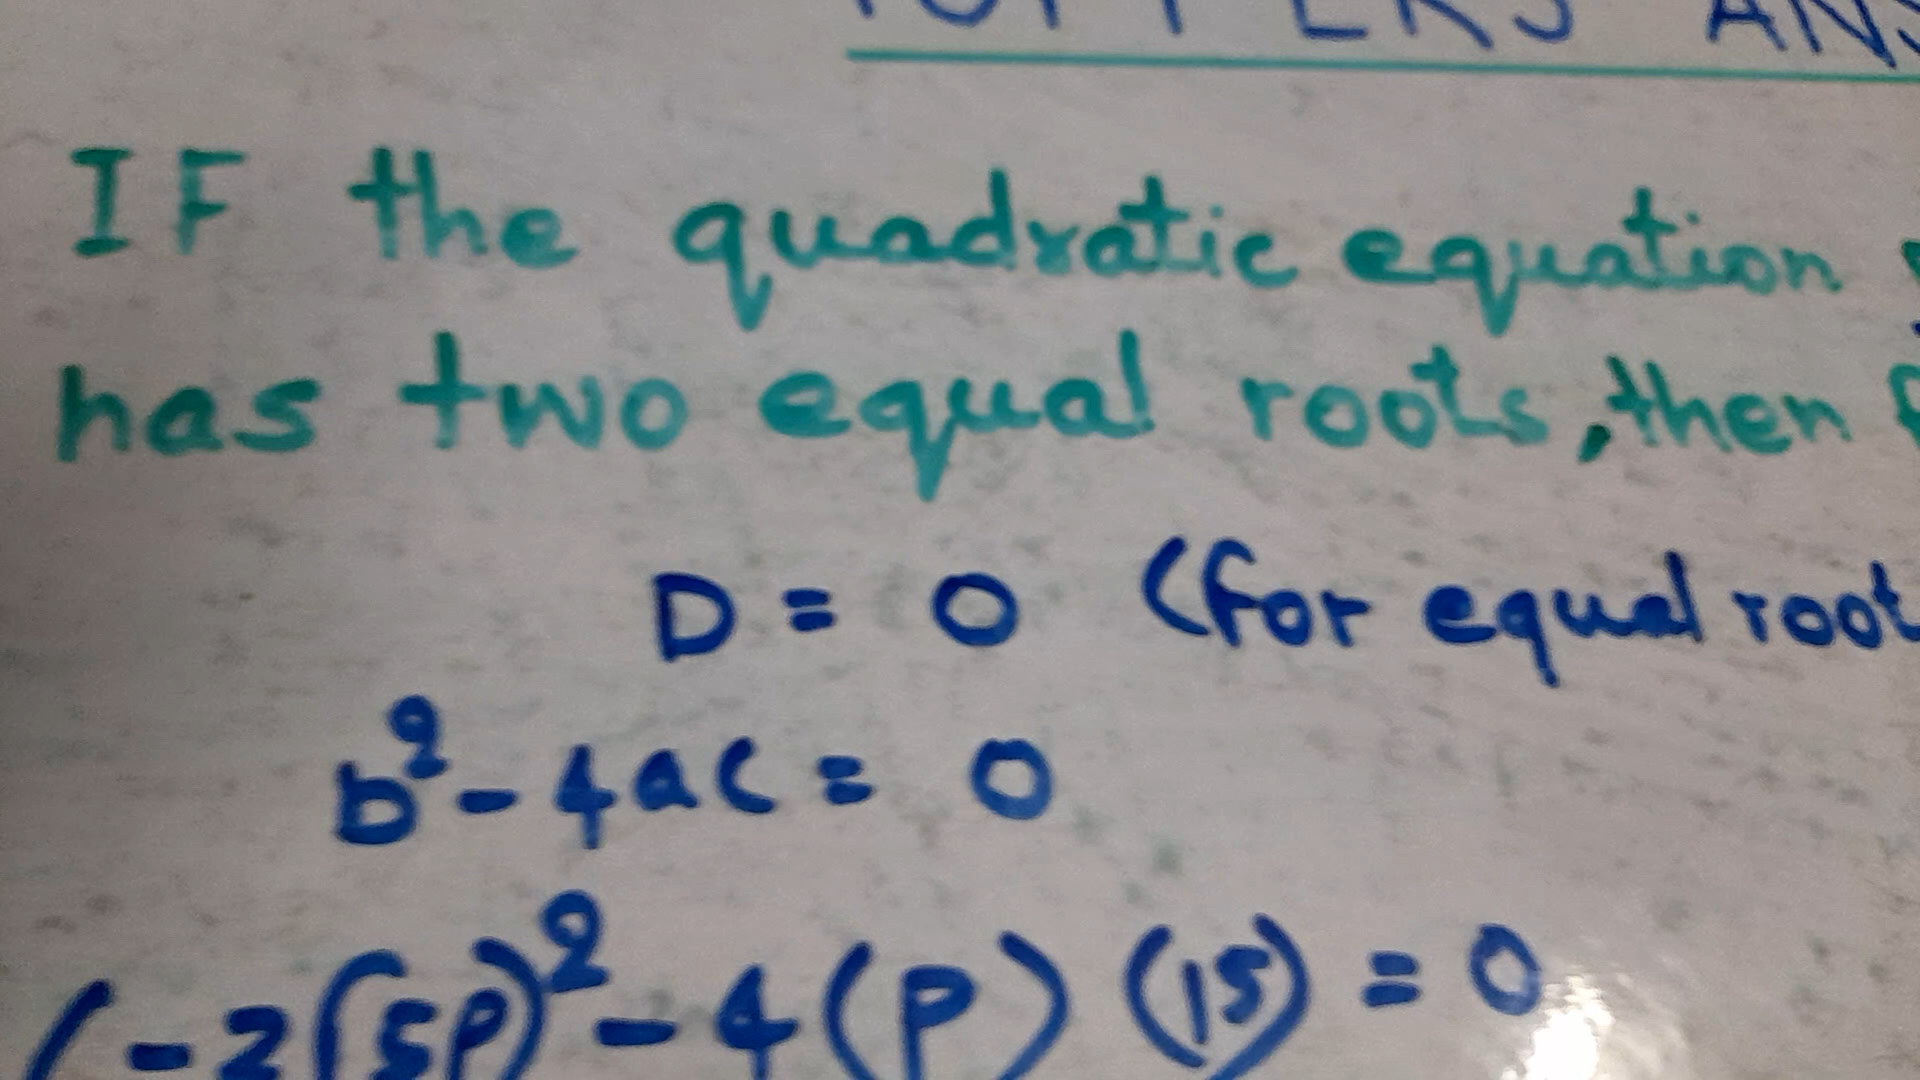 IF the quadratic equation
has two equal roots, then
D = 0 (for equal root
b² - 4ac = 0
(-2√5p)² - 4(p)(15) = 0